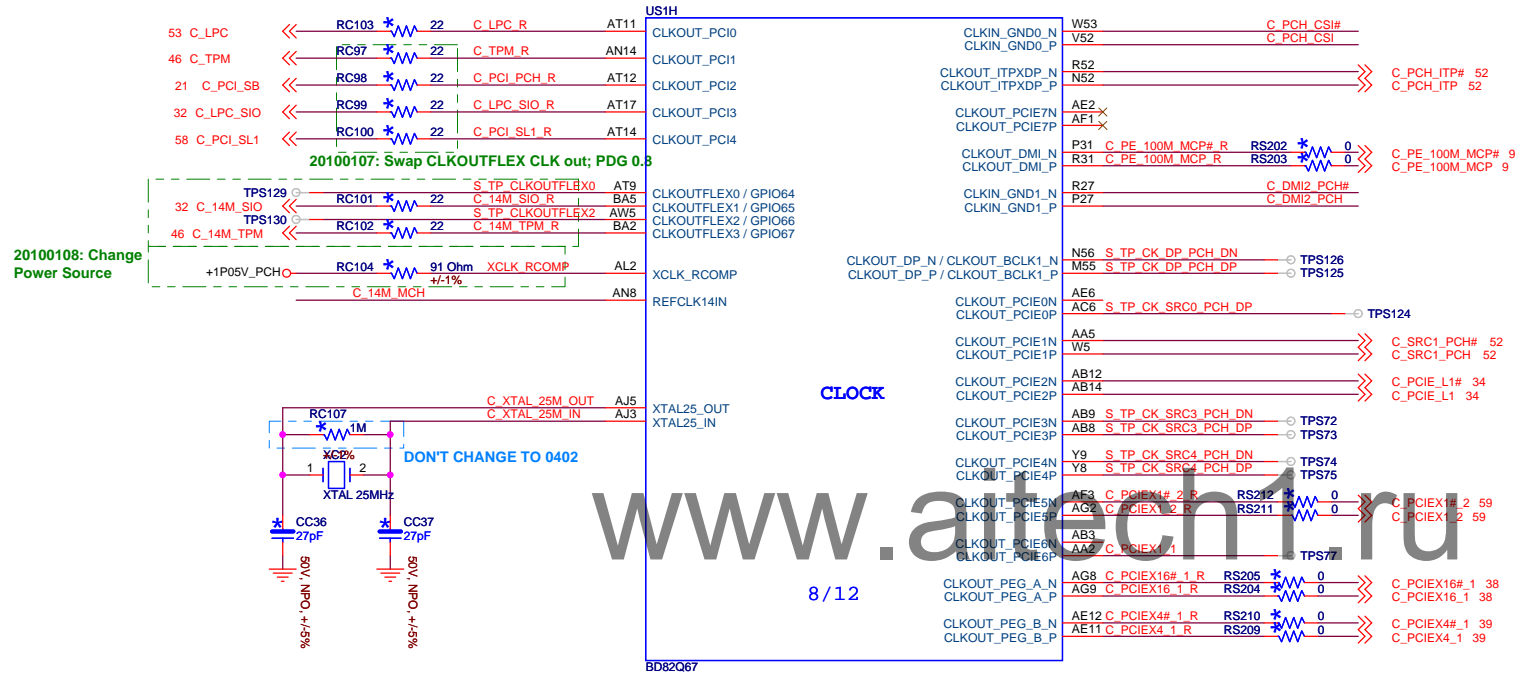 US1H
53 C_LPC RC103 * 22 C_LPC_R AT11 CLKOUT_PCI0
46 C_TPM RC97 * 22 C_TPM_R AN14 CLKOUT_PCI1
21 C_PCI_SB RC98 * 22 C_PCI_PCH_R AT12 CLKOUT_PCI2
32 C_LPC_SIO RC99 * 22 C_LPC_SIO_R AT17 CLKOUT_PCI3
58 C_PCI_SL1 RC100 * 22 C_PCI_SL1_R AT14 CLKOUT_PCI4
20100107: Swap CLKOUTFLEX CLK out; PDG 0.8
TPS129 S_TP_CLKOUTFLEX0 AT9 CLKOUTFLEX0 / GPIO64
32 C_14M_SIO RC101 * 22 C_14M_SIO_R BA5 CLKOUTFLEX1 / GPIO65
TPS130 S_TP_CLKOUTFLEX2 AW5 CLKOUTFLEX2 / GPIO66
46 C_14M_TPM RC102 * 22 C_14M_TPM_R BA2 CLKOUTFLEX3 / GPIO67
20100108: Change
Power Source
+1P05V_PCH RC104 * 91 Ohm XCLK_RCOMP AL2 XCLK_RCOMP
+/-1%
C_14M_MCH AN8 REFCLK14IN
C_XTAL_25M_OUT AJ5 XTAL25_OUT
C_XTAL_25M_IN AJ3 XTAL25_IN
RC107
* 1M
+/-1%
DON'T CHANGE TO 0402
XC2
1 2
XTAL 25MHz
* CC36
27pF
50V, NPO, +/-5%
* CC37
27pF
50V, NPO, +/-5%
CLOCK
8/12
BD82Q67
CLKIN_GND0_N W53 C_PCH_CSI#
CLKIN_GND0_P V52 C_PCH_CSI
CLKOUT_ITPXDP_N R52 C_PCH_ITP# 52
CLKOUT_ITPXDP_P N52 C_PCH_ITP 52
CLKOUT_PCIE7N AE2
CLKOUT_PCIE7P AF1
CLKOUT_DMI_N P31 C_PE_100M_MCP#_R RS202 * 0 C_PE_100M_MCP# 9
CLKOUT_DMI_P R31 C_PE_100M_MCP_R RS203 * 0 C_PE_100M_MCP 9
CLKIN_GND1_N R27 C_DMI2_PCH#
CLKIN_GND1_P P27 C_DMI2_PCH
CLKOUT_DP_N / CLKOUT_BCLK1_N N56 S_TP_CK_DP_PCH_DN TPS126
CLKOUT_DP_P / CLKOUT_BCLK1_P M55 S_TP_CK_DP_PCH_DP TPS125
CLKOUT_PCIE0N AE6
CLKOUT_PCIE0P AC6 S_TP_CK_SRC0_PCH_DP TPS124
CLKOUT_PCIE1N AA5 C_SRC1_PCH# 52
CLKOUT_PCIE1P W5 C_SRC1_PCH 52
CLKOUT_PCIE2N AB12 C_PCIE_L1# 34
CLKOUT_PCIE2P AB14 C_PCIE_L1 34
CLKOUT_PCIE3N AB9 S_TP_CK_SRC3_PCH_DN TPS72
CLKOUT_PCIE3P AB8 S_TP_CK_SRC3_PCH_DP TPS73
CLKOUT_PCIE4N Y9 S_TP_CK_SRC4_PCH_DN TPS74
CLKOUT_PCIE4P Y8 S_TP_CK_SRC4_PCH_DP TPS75
CLKOUT_PCIE5N AF3 C_PCIEX1#_2_R RS212 * 0 C_PCIEX1#_2 59
CLKOUT_PCIE5P AG2 C_PCIEX1_2_R RS211 * 0 C_PCIEX1_2 59
CLKOUT_PCIE6N AB3
CLKOUT_PCIE6P AA2 C_PCIEX1_1 TPS77
CLKOUT_PEG_A_N AG8 C_PCIEX16#_1_R RS205 * 0 C_PCIEX16#_1 38
CLKOUT_PEG_A_P AG9 C_PCIEX16_1_R RS204 * 0 C_PCIEX16_1 38
CLKOUT_PEG_B_N AE12 C_PCIEX4#_1_R RS210 * 0 C_PCIEX4#_1 39
CLKOUT_PEG_B_P AE11 C_PCIEX4_1_R RS209 * 0 C_PCIEX4_1 39
www.aitech1.ru